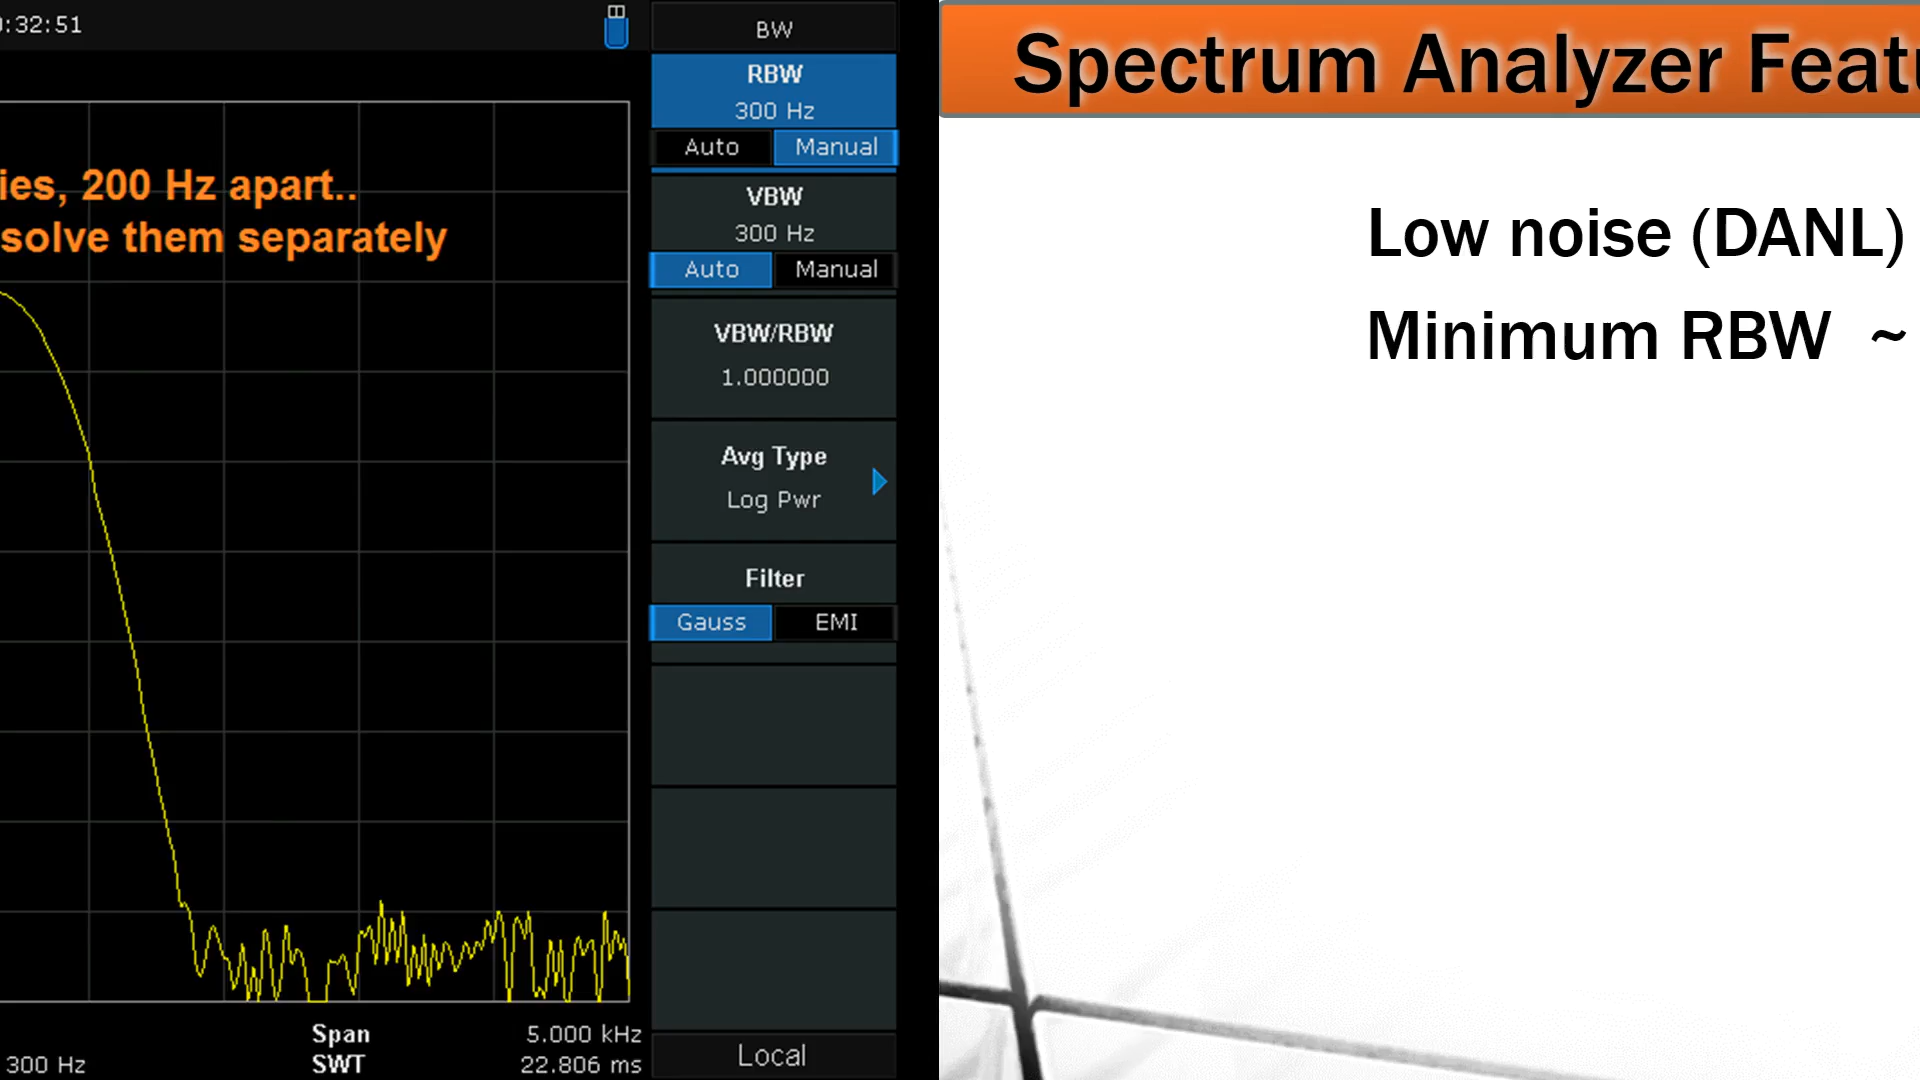 :32:51
ies, 200 Hz apart..
solve them separately
Span 5.000 kHz
300 Hz SWT 22.806 ms
BW
RBW
300 Hz
Auto Manual
VBW
300 Hz
Auto Manual
VBW/RBW
1.000000
Avg Type
Log Pwr
Filter
Gauss EMI
Local
Spectrum Analyzer Feat
Low noise (DANL)
Minimum RBW ~